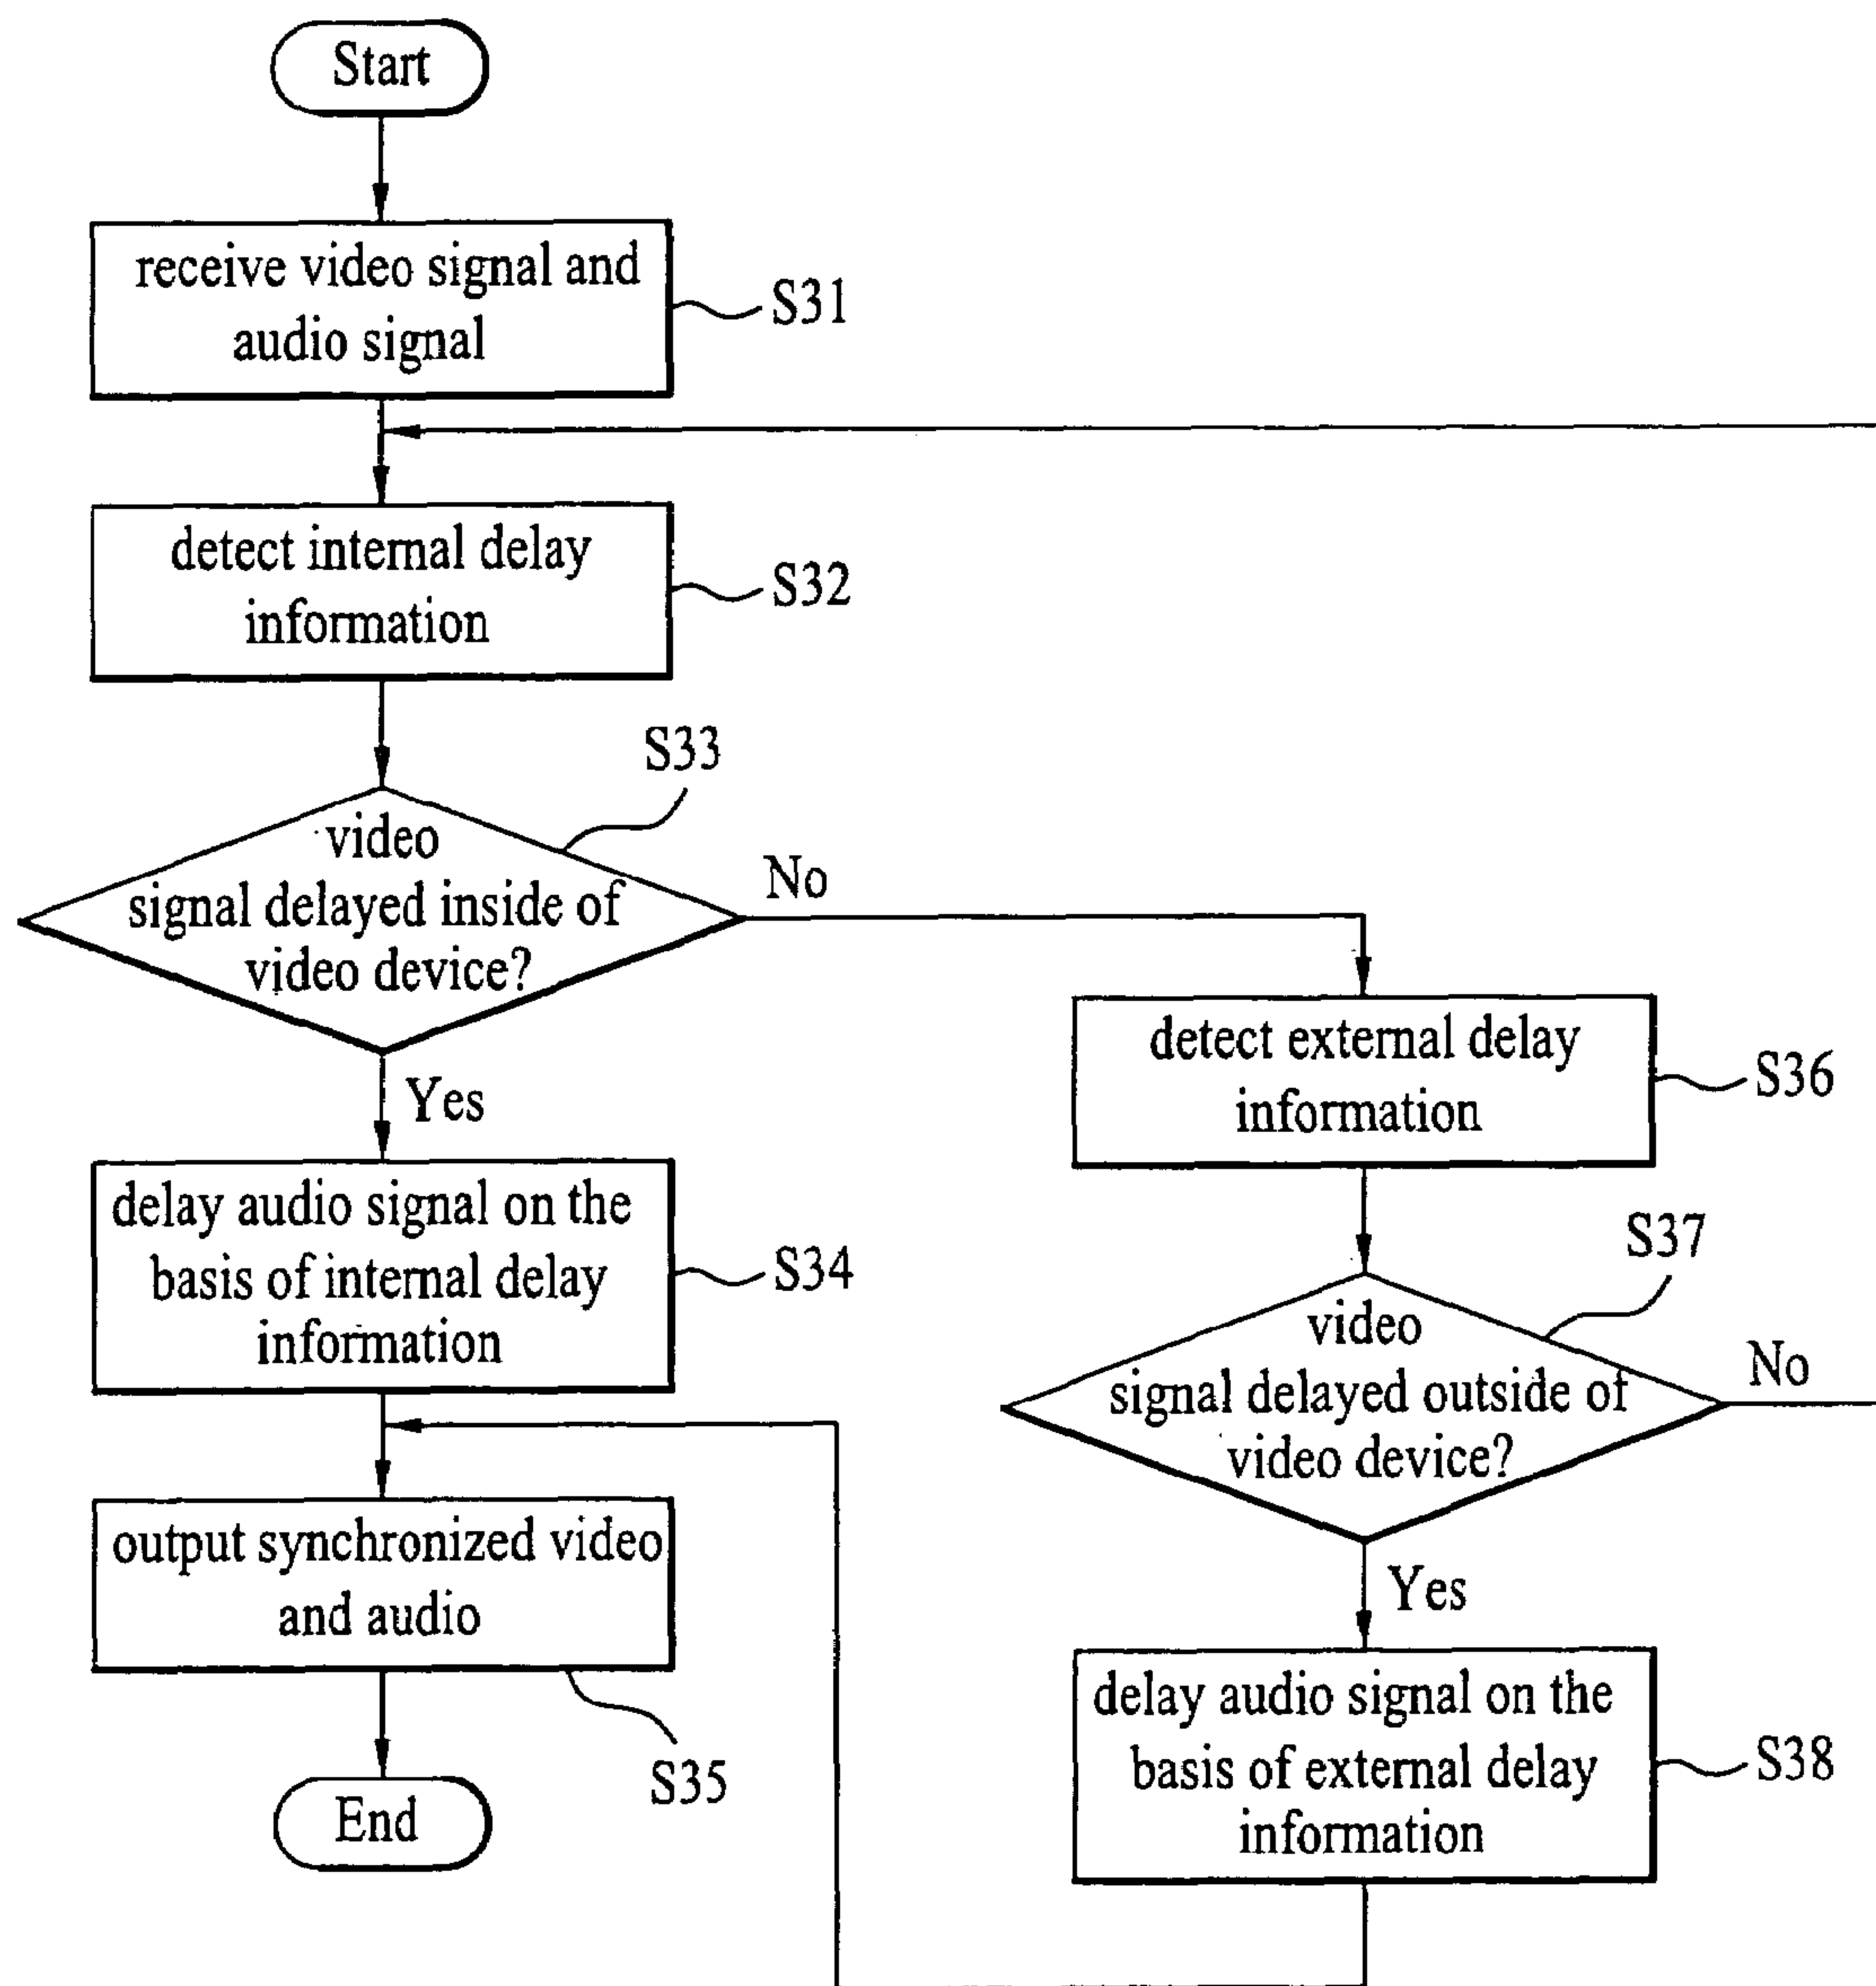 Start
receive video signal and
audio signal
S31
detect internal delay
information
S32
S33
video
signal delayed inside of
video device?
No
Yes
delay audio signal on the
basis of internal delay
information
S34
output synchronized video
and audio
S35
End
detect external delay
information
S36
S37
video
signal delayed outside of
video device?
No
Yes
delay audio signal on the
basis of external delay
information
S38